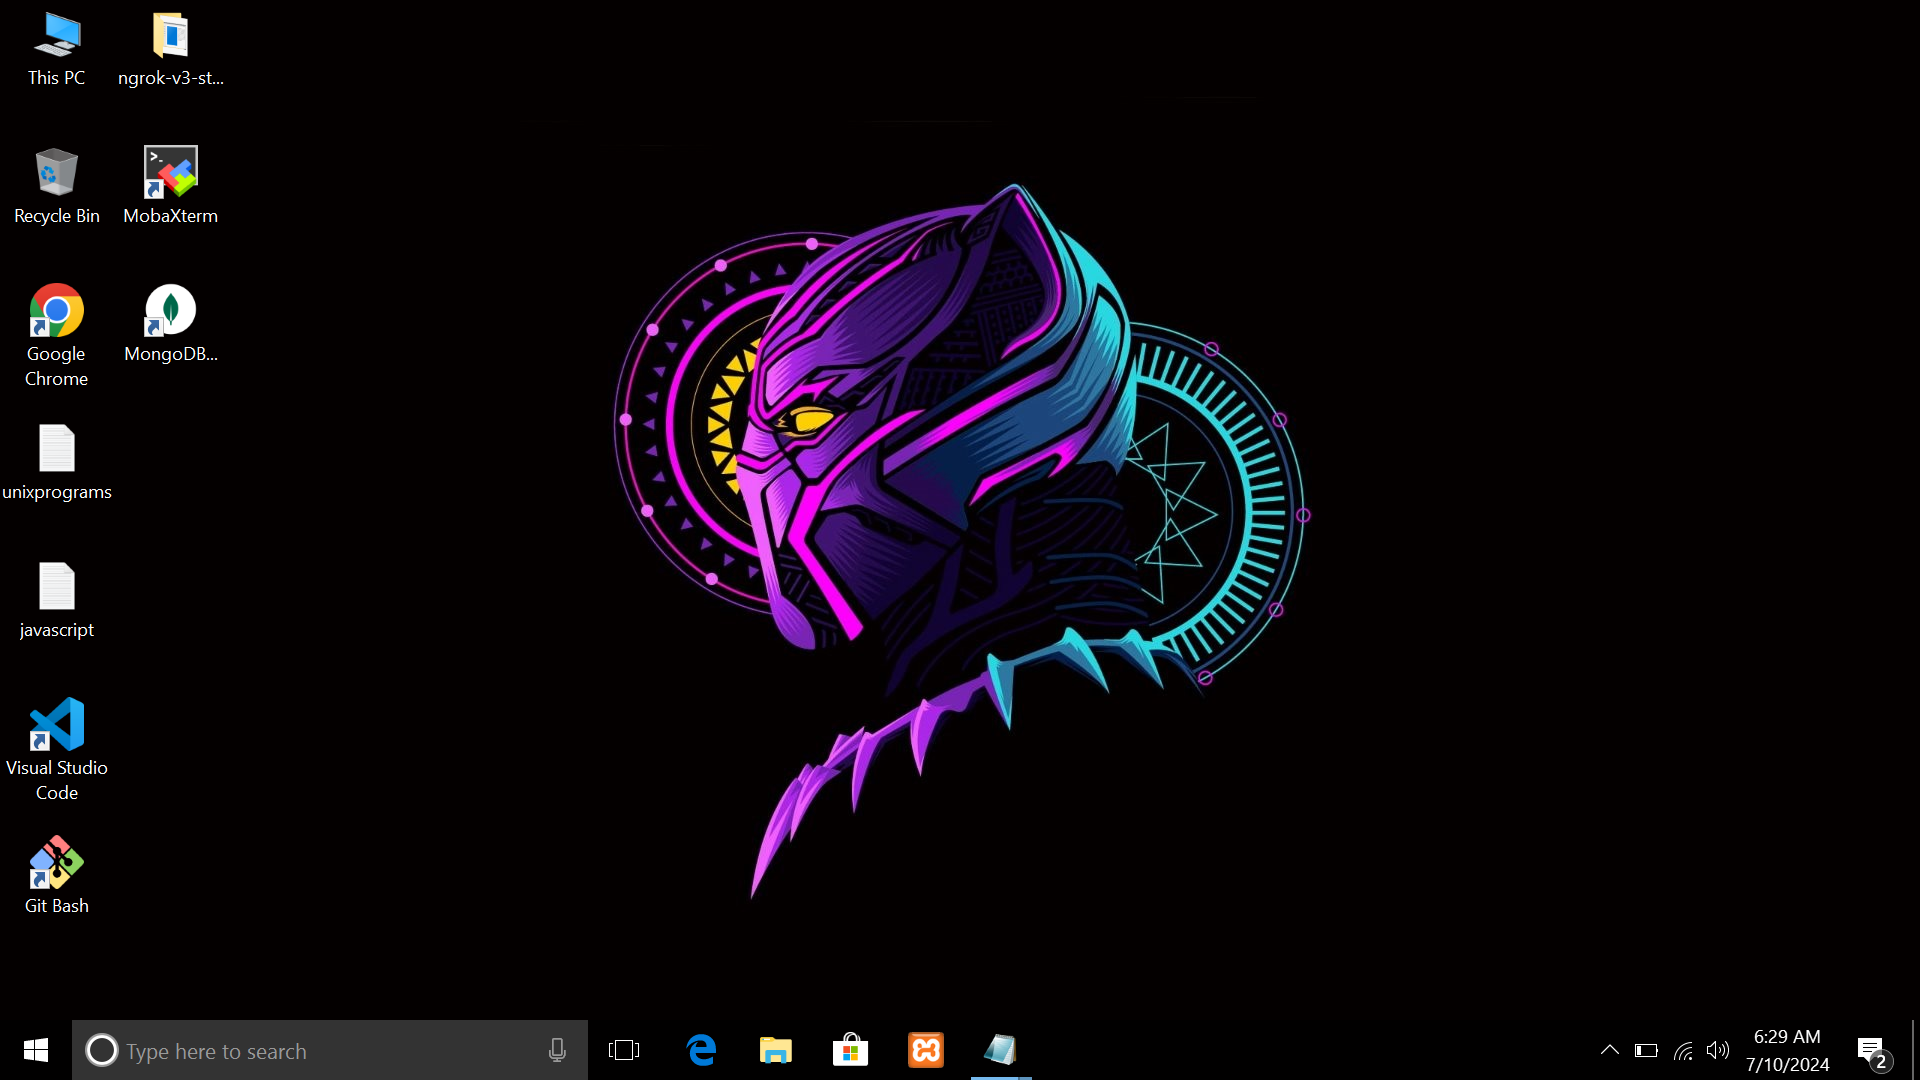 This PC
ngrok-v3-st...
Recycle Bin
MobaXterm
Google
Chrome
MongoDB...
unixprograms
javascript
Visual Studio
Code
Git Bash
Type here to search
6:29 AM
7/10/2024
2